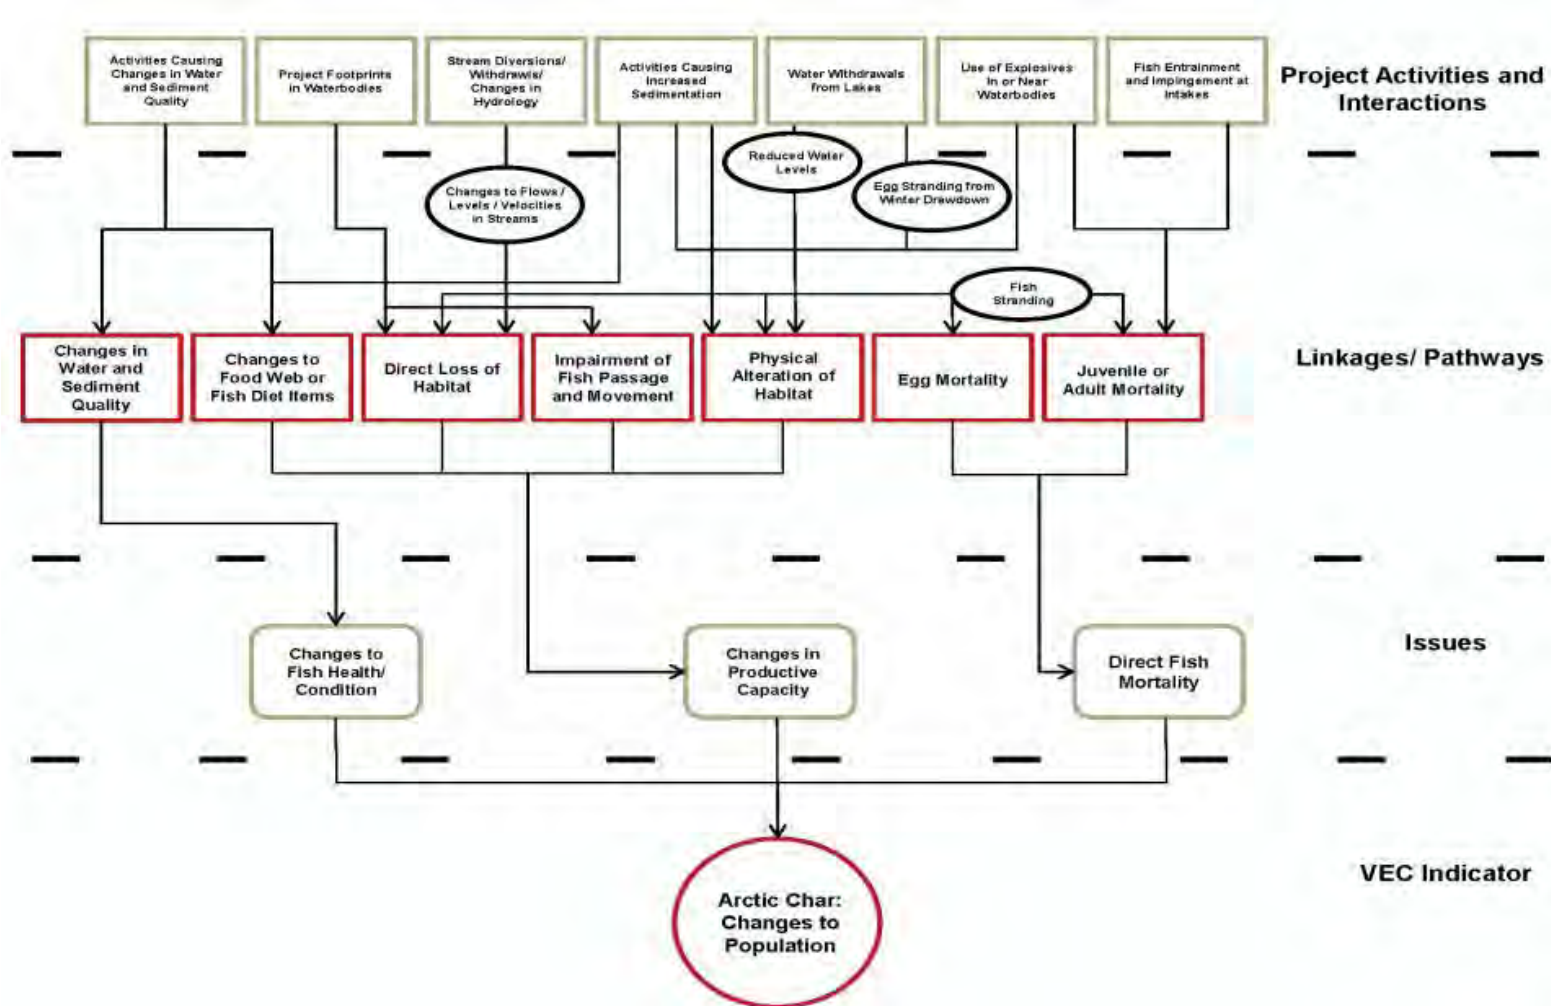 Activities Causing
Changes in Water
and Sediment
Quality
Project Footprints
in Waterbodies
Stream Diversions/
Withdrawls/
Changes in
Hydrology
Activities Causing
Increased
Sedimentation
Water Withdrawals
from Lakes
Use of Explosives
In or Near
Waterbodies
Fish Entrainment
and Impingement at
Intakes
Project Activities and
Interactions
Reduced Water
Levels
Changes to Flows /
Levels / Velocities
in Streams
Egg Stranding from
Winter Drawdown
Fish
Stranding
Changes in
Water and
Sediment
Quality
Changes to
Food Web or
Fish Diet Items
Direct Loss of
Habitat
Impairment of
Fish Passage
and Movement
Physical
Alteration of
Habitat
Egg Mortality
Juvenile or
Adult Mortality
Linkages/ Pathways
Changes to
Fish Health/
Condition
Changes in
Productive
Capacity
Direct Fish
Mortality
Issues
Arctic Char:
Changes to
Population
VEC Indicator